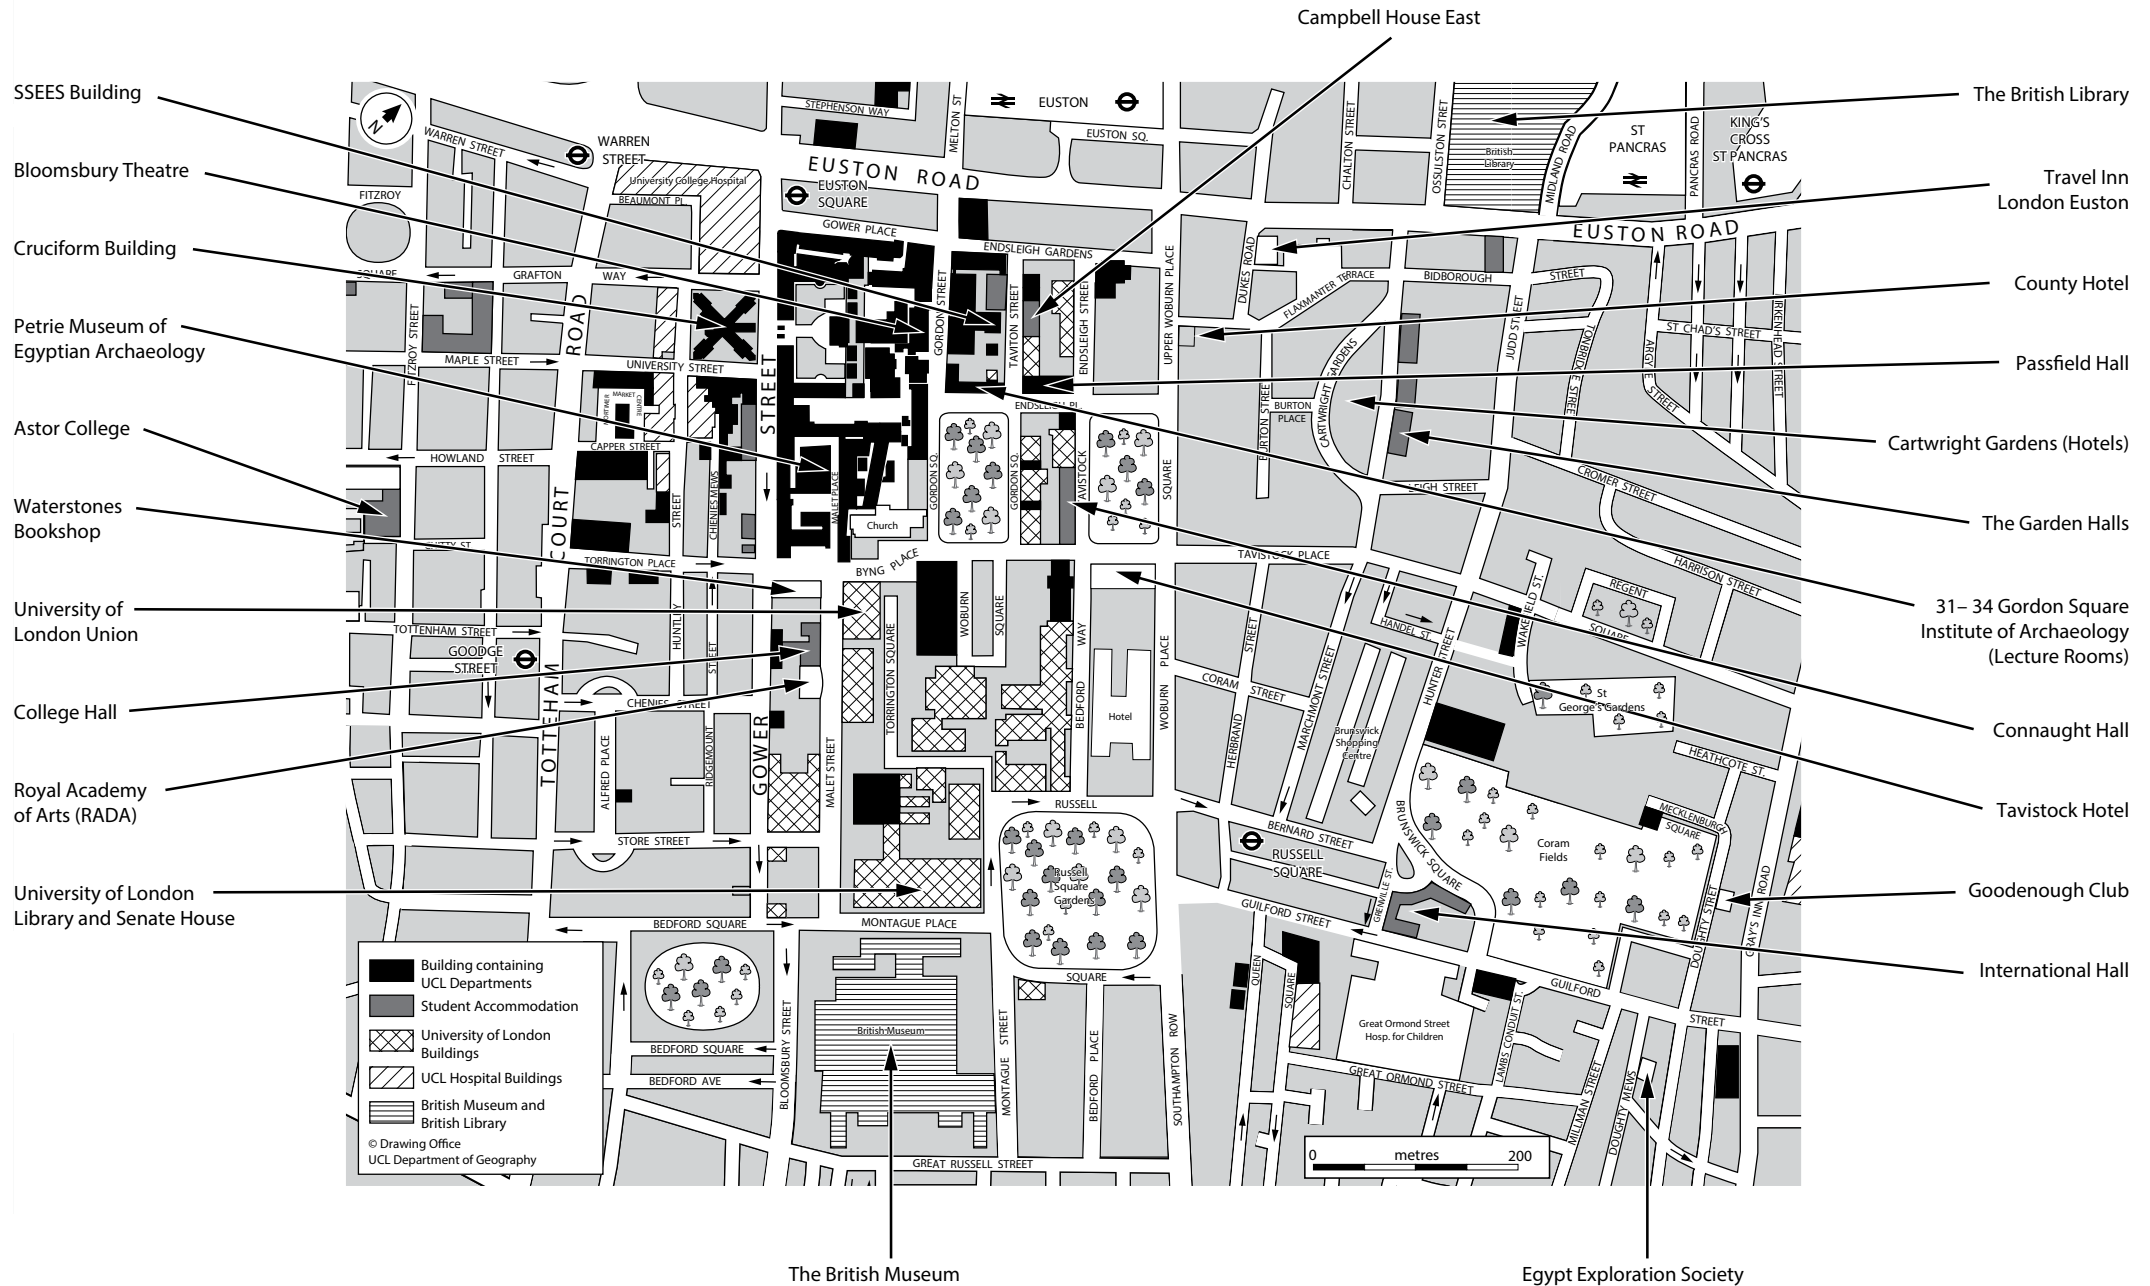 Campbell House East
SSEES Building
Bloomsbury Theatre
Cruciform Building
Petrie Museum of
Egyptian Archaeology
Astor College
Waterstones
Bookshop
University of
London Union
College Hall
Royal Academy
of Arts (RADA)
University of London
Library and Senate House
The British Library
Travel Inn
London Euston
County Hotel
Passfield Hall
Cartwright Gardens (Hotels)
The Garden Halls
31– 34 Gordon Square
Institute of Archaeology
(Lecture Rooms)
Connaught Hall
Tavistock Hotel
Goodenough Club
International Hall
The British Museum
Egypt Exploration Society
N
WARREN STREET
WARREN
STREET
STEPHENSON WAY
MELTON ST
EUSTON
EUSTON SQ.
EUSTON ROAD
EUSTON
SQUARE
University College Hospital
BEAUMONT PL
FITZROY
SQUARE
GOWER PLACE
ENDSLEIGH GARDENS
CHALTON STREET
OSSULSTON STREET
British
Library
MIDLAND ROAD
ST
PANCRAS
PANCRAS ROAD
KING'S
CROSS
ST PANCRAS
EUSTON ROAD
GRAFTON WAY
FITZROY STREET
MAPLE STREET
UNIVERSITY STREET
GORDON STREET
TAVITON STREET
ENDSLEIGH STREET
UPPER WOBURN PLACE
DUKES ROAD
FLAXMANTER TERRACE
BIDBOROUGH STREET
JUDD STREET
TONBRIDGE STREET
ARGYLE STREET
ST CHAD'S STREET
BIRKENHEAD STREET
MORTIMER
MARKET
CENTRE
CAPPER STREET
HOWLAND STREET
ENDSLEIGH PL.
BURTON
PLACE
BURTON STREET
CARTWRIGHT GARDENS
LEIGH STREET
CROMER STREET
HARRISON STREET
CHENIES MEWS
MALET PLACE
Church
GORDON SQ.
GORDON SQ.
TAVISTOCK
SQUARE
TAVISTOCK PLACE
BYNG PLACE
TORRINGTON PLACE
TOTTENHAM COURT ROAD
GOWER STREET
TOTTENHAM STREET
GOODGE
STREET
HUNTLEY STREET
CHENIES STREET
ALFRED PLACE
RIDGEMOUNT STREET
STORE STREET
MALET STREET
TORRINGTON SQUARE
WOBURN SQUARE
BEDFORD WAY
Hotel
WOBURN PLACE
CORAM STREET
HERBRAND STREET
MARCHMONT STREET
Brunswick
Shopping
Centre
HANDEL ST.
HUNTER STREET
WAKEFIELD ST.
REGENT
SQUARE
St
George's Gardens
HEATHCOTE ST.
MECKLENBURGH
SQUARE
Coram
Fields
BRUNSWICK SQUARE
BERNARD STREET
RUSSELL
SQUARE
RUSSELL
SQUARE
Russell
Square
Gardens
GRENVILLE ST.
GUILFORD STREET
GUILFORD STREET
DOUGHTY STREET
GRAY'S INN ROAD
MONTAGUE PLACE
BEDFORD SQUARE
BEDFORD SQUARE
BEDFORD AVE
BLOOMSBURY STREET
British Museum
MONTAGUE STREET
BEDFORD PLACE
SOUTHAMPTON ROW
QUEEN SQUARE
Great Ormond Street
Hosp. for Children
GREAT ORMOND STREET
LAMBS CONDUIT ST.
MILLMAN STREET
DOUGHTY MEWS
GREAT RUSSELL STREET
Building containing
UCL Departments
Student Accommodation
University of London
Buildings
UCL Hospital Buildings
British Museum and
British Library
© Drawing Office
UCL Department of Geography
0 metres 200